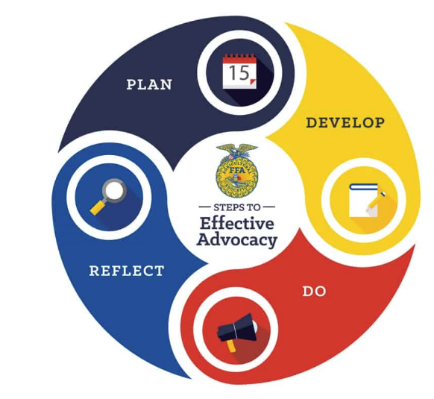 PLAN
15
DEVELOP
FFA
— STEPS TO —
Effective
Advocacy
REFLECT
DO